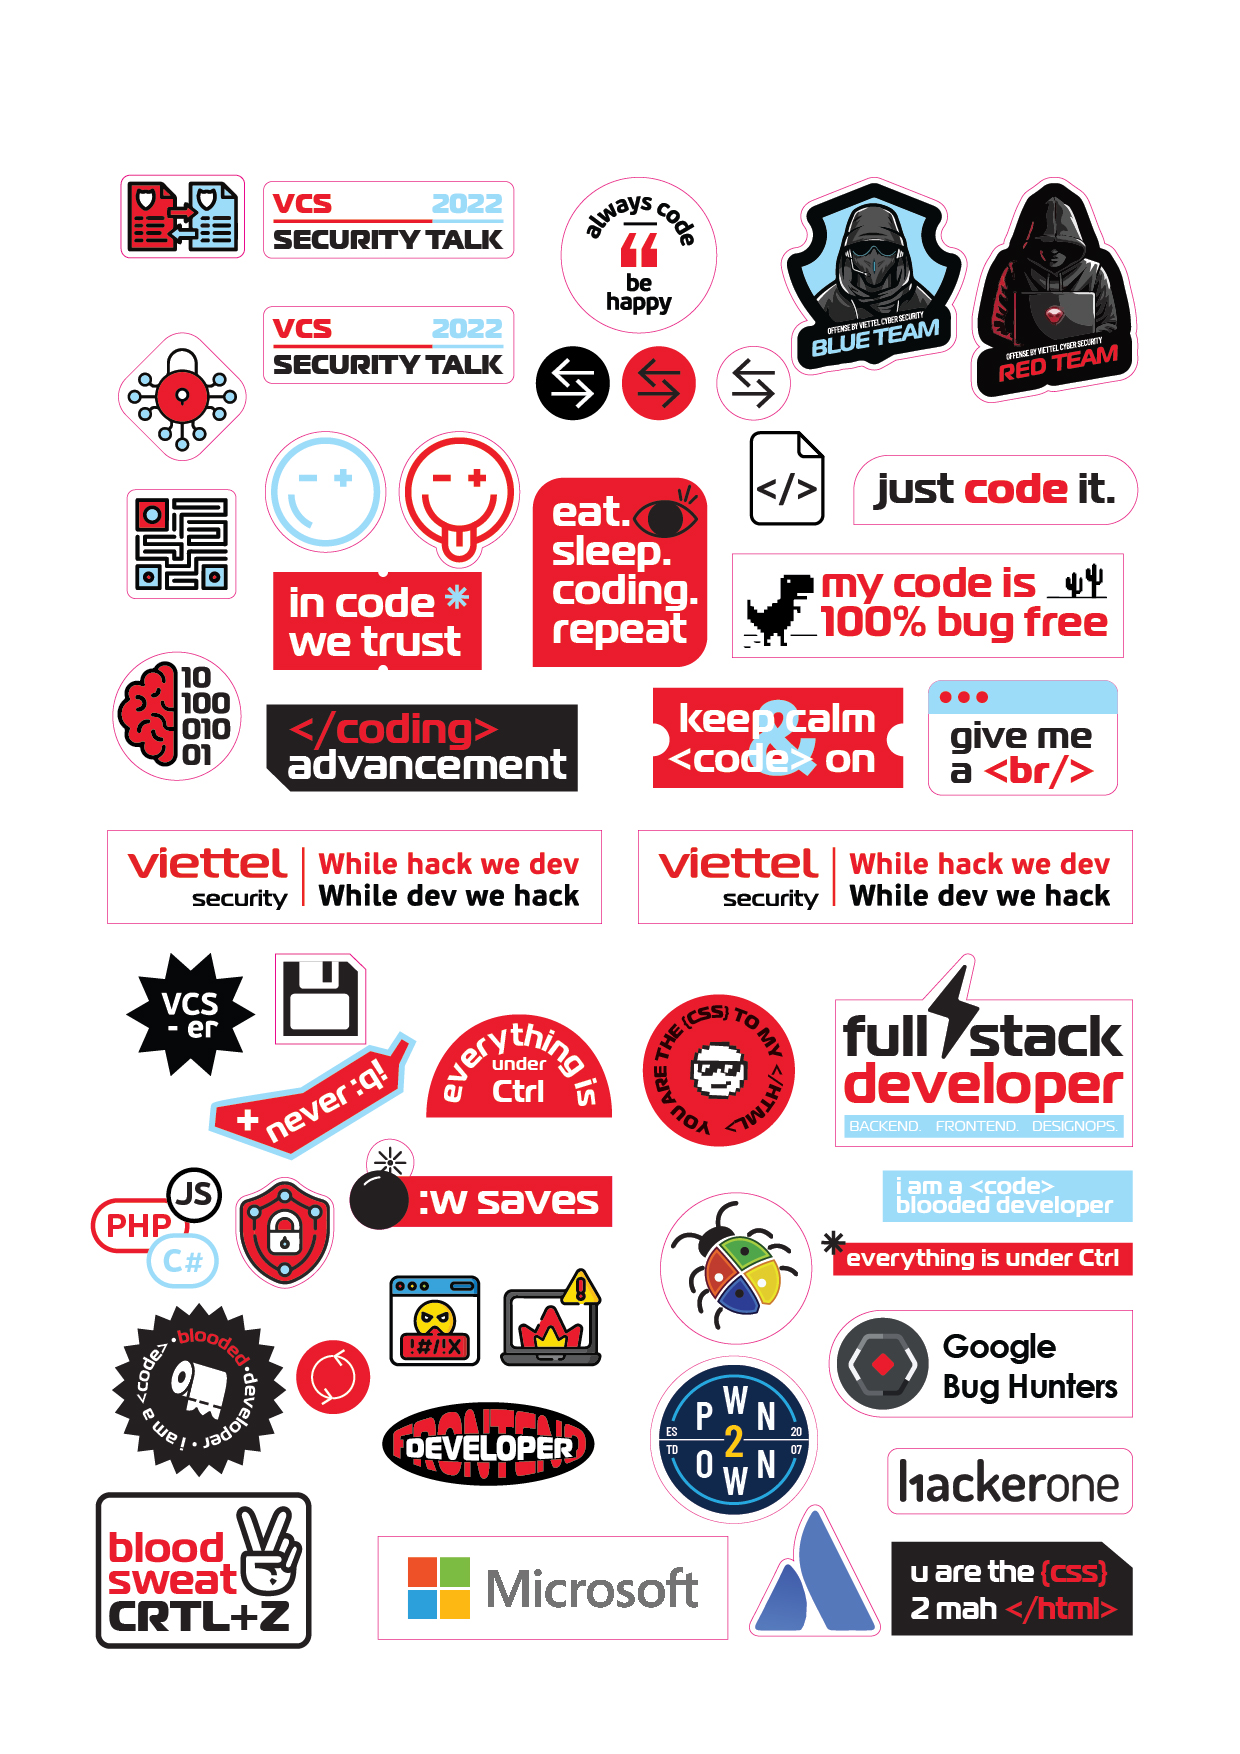 VCS 2022
SECURITY TALK
always code
“
be
happy
OFFENSE BY VIETTEL CYBER SECURITY
BLUE TEAM
OFFENSE BY VIETTEL CYBER SECURITY
RED TEAM
VCS 2022
SECURITY TALK
</>
just code it.
eat.
sleep.
coding.
repeat
in code *
we trust
my code is
100% bug free
10
100
010
01
</coding>
advancement
keep calm
&
<code> on
give me
a <br/>
viettel
security
While hack we dev
While dev we hack
viettel
security
While hack we dev
While dev we hack
VCS
- er
+ never :q!
everything is
under
Ctrl
YOU ARE THE {CSS} TO MY </HTML>
full stack
developer
BACKEND. FRONTEND. DESIGNOPS.
JS
PHP
C#
:w saves
i am a <code>
blooded developer
*everything is under Ctrl
!#/!X
!
i am a <code> • blooded • developer •
Google
Bug Hunters
PWN
2
OWN
ES
TD
20
07
FRONTEND
DEVELOPER
hackerone
blood
sweat
CRTL+Z
Microsoft
u are the {css}
2 mah </html>